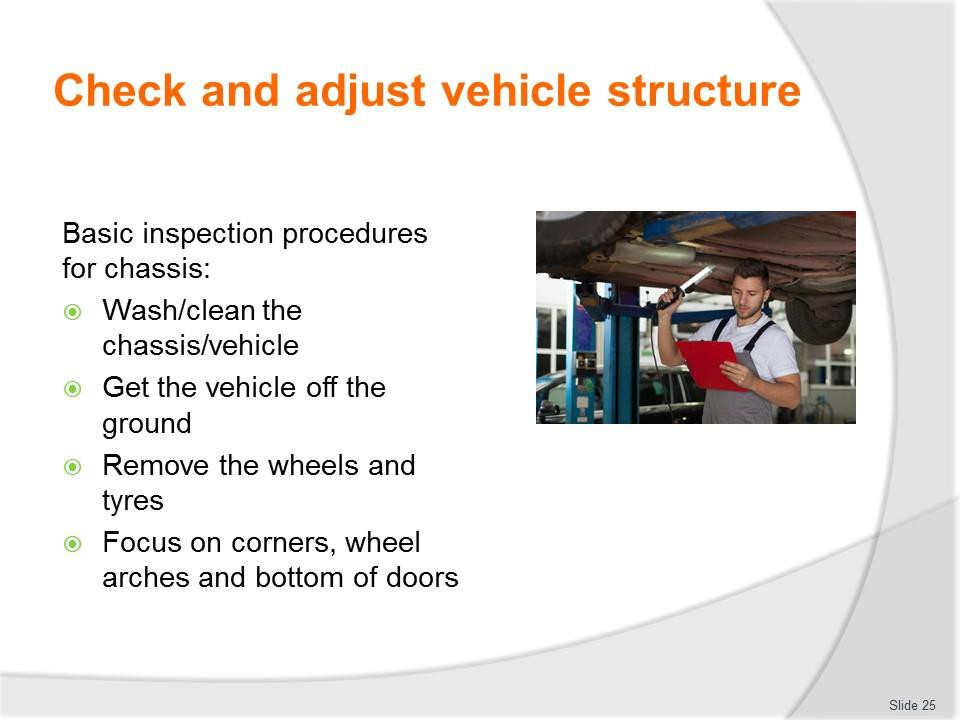 Check and adjust vehicle structure
Basic inspection procedures
for chassis:
Wash/clean the
chassis/vehicle
Get the vehicle off the
ground
Remove the wheels and
tyres
Focus on corners, wheel
arches and bottom of doors
Slide 25